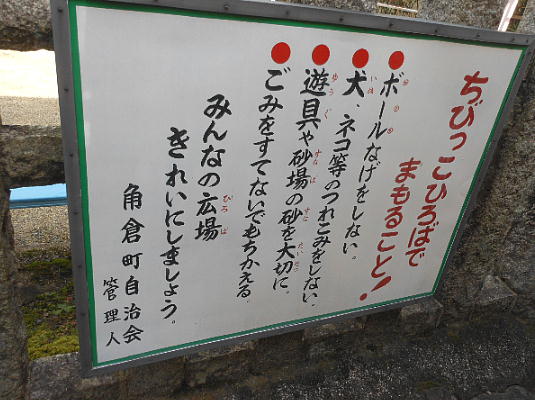 ちびっこひろばで
まもること!
●ボールなげをしない。
●犬、ネコ等のつれこみをしない。
●遊具や砂場の砂を大切に。
●ごみをすてないでもちかえる。
みんなの広場
きれいにしましょう。
角倉町自治会
管理人